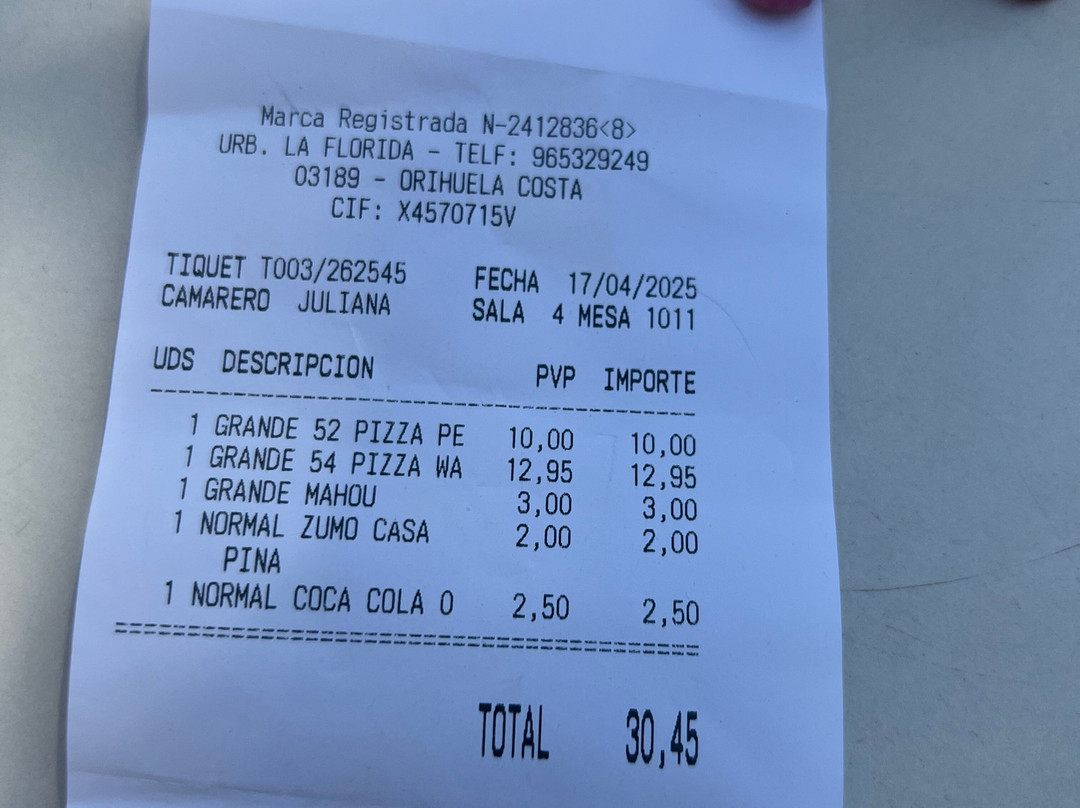 Marca Registrada N-2412836<8>
URB. LA FLORIDA - TELF: 965329249
03189 - ORIHUELA COSTA
CIF: X4570715V
TIQUET T003/262545 FECHA 17/04/2025
CAMARERO JULIANA SALA 4 MESA 1011
UDS DESCRIPCION PVP IMPORTE
1 GRANDE 52 PIZZA PE 10,00 10,00
1 GRANDE 54 PIZZA WA 12,95 12,95
1 GRANDE MAHOU 3,00 3,00
1 NORMAL ZUMO CASA 2,00 2,00
PINA
1 NORMAL COCA COLA O 2,50 2,50
TOTAL 30,45